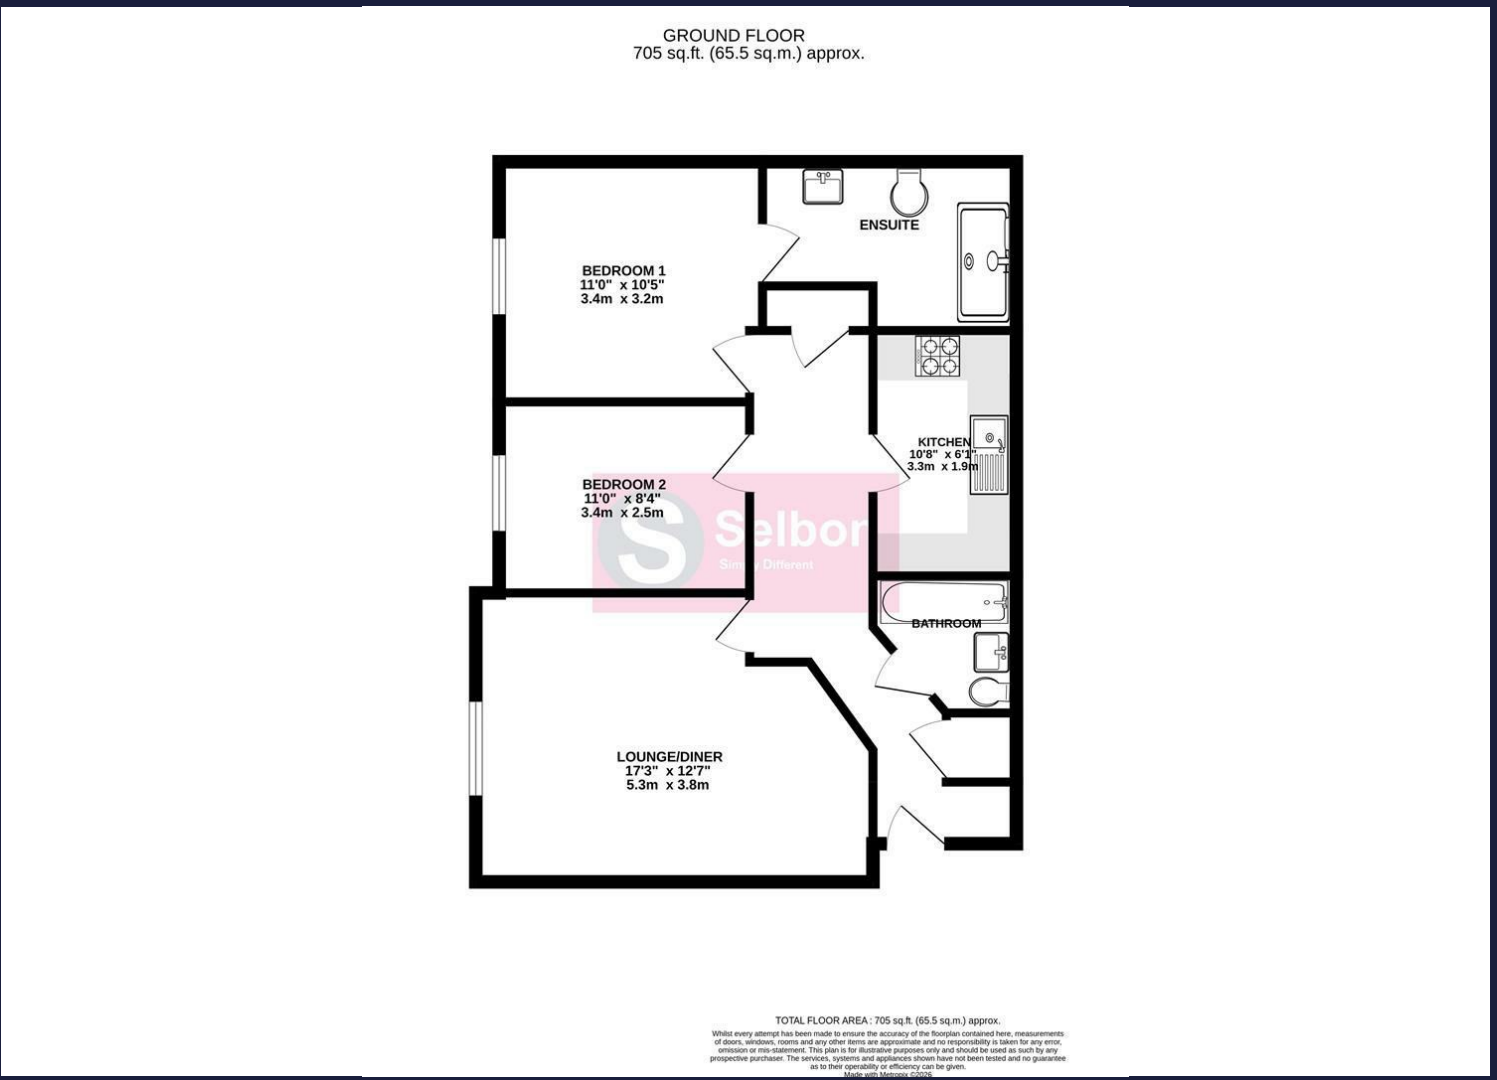 GROUND FLOOR
705 sq.ft. (65.5 sq.m.) approx.
ENSUITE
BEDROOM 1
11'0" x 10'5"
3.4m x 3.2m
KITCHEN
10'8" x 6'1"
3.3m x 1.9m
BEDROOM 2
11'0" x 8'4"
3.4m x 2.5m
S Selbon
Simply Different
BATHROOM
LOUNGE/DINER
17'3" x 12'7"
5.3m x 3.8m
TOTAL FLOOR AREA : 705 sq.ft. (65.5 sq.m.) approx.
Whilst every attempt has been made to ensure the accuracy of the floorplan contained here, measurements
of doors, windows, rooms and any other items are approximate and no responsibility is taken for any error,
omission or mis-statement. This plan is for illustrative purposes only and should be used as such by any
prospective purchaser. The services, systems and appliances shown have not been tested and no guarantee
as to their operability or efficiency can be given.
Made with Metropix ©2026